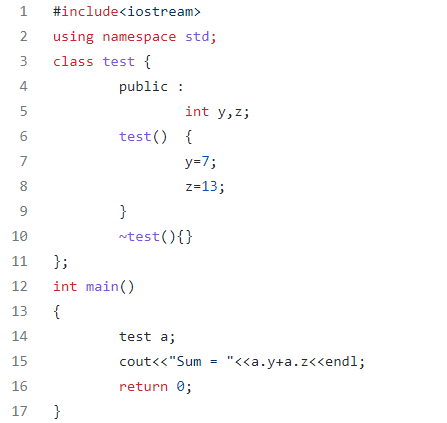 1 #include<iostream>
2 using namespace std;
3 class test {
4 public :
5 int y,z;
6 test() {
7 y=7;
8 z=13;
9 }
10 ~test(){}
11 };
12 int main()
13 {
14 test a;
15 cout<<"Sum = "<<a.y+a.z<<endl;
16 return 0;
17 }